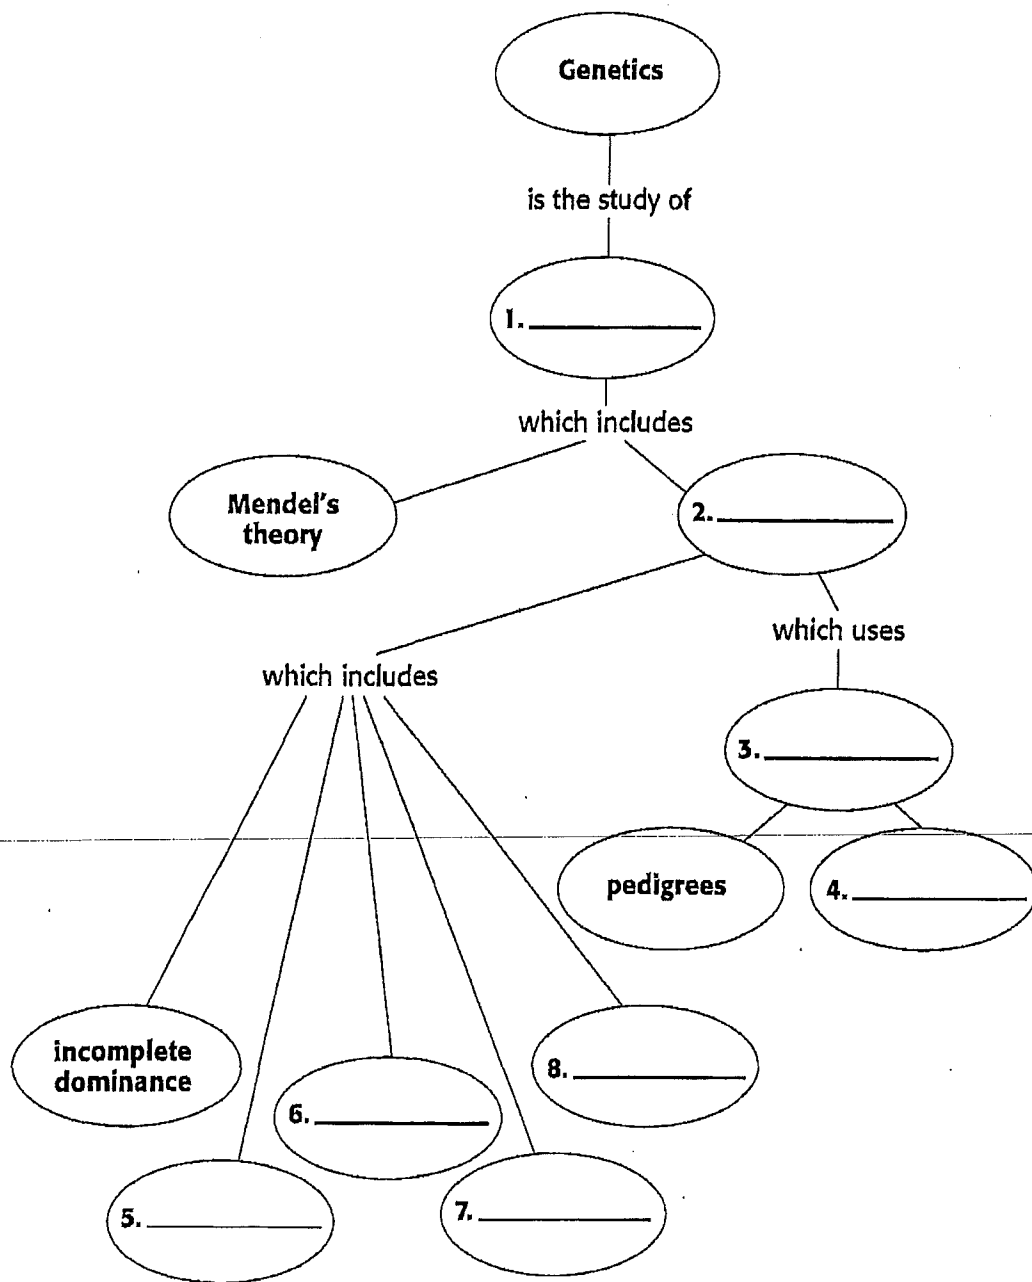 Genetics
is the study of
1.
which includes
Mendel's
theory
2.
which uses
which includes
3.
pedigrees
4.
incomplete
dominance
8.
6.
5.
7.